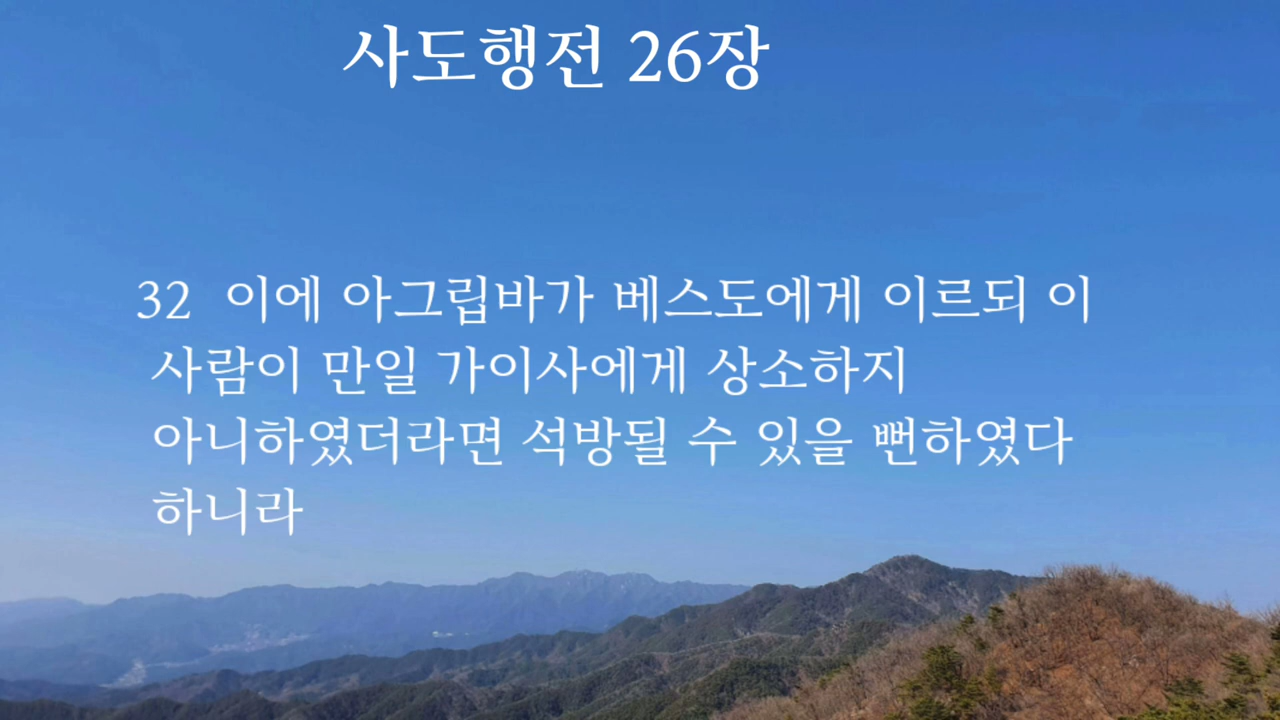 사도행전 26장
32 이에 아그립바가 베스도에게 이르되 이
사람이 만일 가이사에게 상소하지
아니하였더라면 석방될 수 있을 뻔하였다
하니라